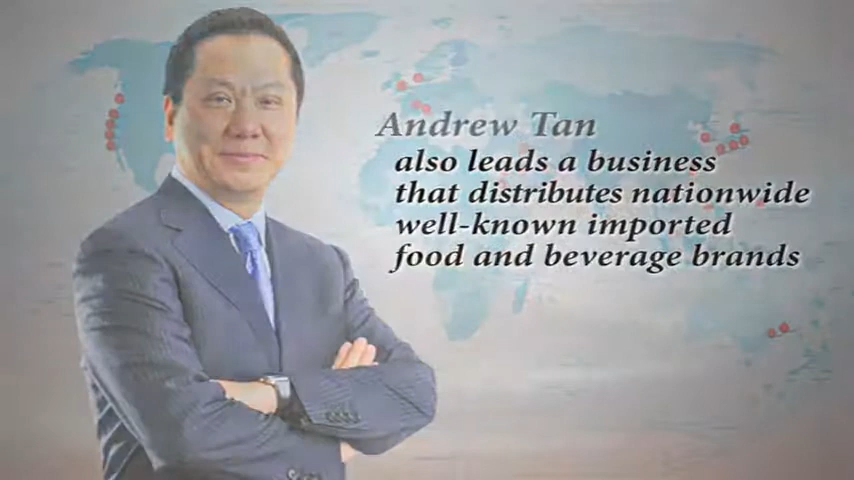 Andrew Tan
also leads a business
that distributes nationwide
well-known imported
food and beverage brands